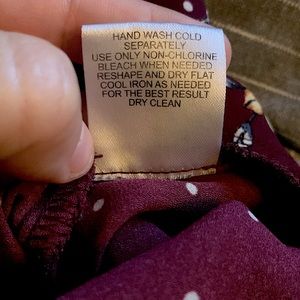 HAND WASH COLD
SEPARATELY
USE ONLY NON-CHLORINE
BLEACH WHEN NEEDED
RESHAPE AND DRY FLAT
COOL IRON AS NEEDED
FOR THE BEST RESULT
DRY CLEAN